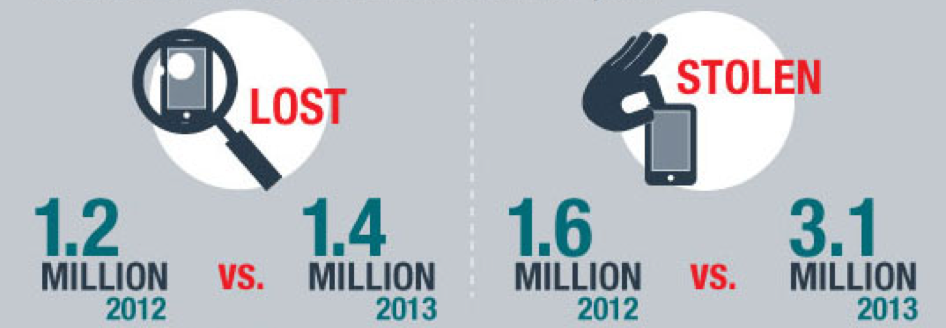 LOST
1.2
MILLION
2012
VS.
1.4
MILLION
2013
STOLEN
1.6
MILLION
2012
VS.
3.1
MILLION
2013